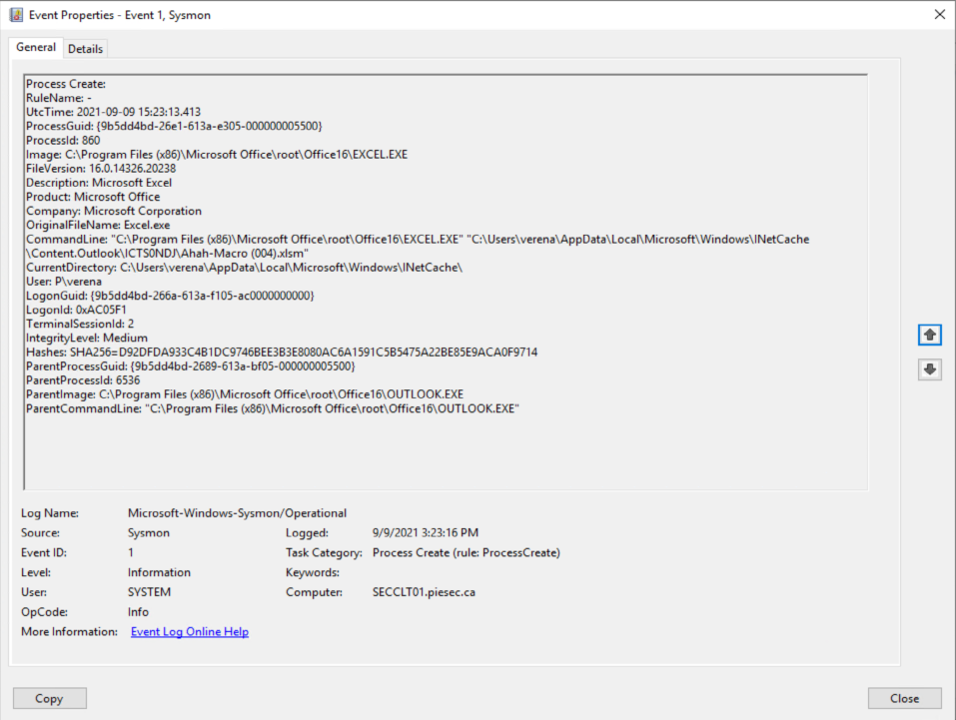 Event Properties - Event 1, Sysmon
General Details
Process Create:
RuleName: -
UtcTime: 2021-09-09 15:23:13.413
ProcessGuid: {9b5dd4bd-26e1-613a-e305-000000005500}
ProcessId: 860
Image: C:\Program Files (x86)\Microsoft Office\root\Office16\EXCEL.EXE
FileVersion: 16.0.14326.20238
Description: Microsoft Excel
Product: Microsoft Office
Company: Microsoft Corporation
OriginalFileName: Excel.exe
CommandLine: "C:\Program Files (x86)\Microsoft Office\root\Office16\EXCEL.EXE" "C:\Users\verena\AppData\Local\Microsoft\Windows\INetCache
\Content.Outlook\ICTS0NDJ\Ahah-Macro (004).xlsm"
CurrentDirectory: C:\Users\verena\AppData\Local\Microsoft\Windows\INetCache\
User: P\verena
LogonGuid: {9b5dd4bd-266a-613a-f105-ac0000000000}
LogonId: 0xAC05F1
TerminalSessionId: 2
IntegrityLevel: Medium
Hashes: SHA256=D92DFDA933C4B1DC9746BEE3B3E8080AC6A1591C5B5475A22BE85E9ACA0F9714
ParentProcessGuid: {9b5dd4bd-2689-613a-bf05-000000005500}
ParentProcessId: 6536
ParentImage: C:\Program Files (x86)\Microsoft Office\root\Office16\OUTLOOK.EXE
ParentCommandLine: "C:\Program Files (x86)\Microsoft Office\root\Office16\OUTLOOK.EXE"
Log Name: Microsoft-Windows-Sysmon/Operational
Source: Sysmon Logged: 9/9/2021 3:23:16 PM
Event ID: 1 Task Category: Process Create (rule: ProcessCreate)
Level: Information Keywords:
User: SYSTEM Computer: SECCLT01.piesec.ca
OpCode: Info
More Information: Event Log Online Help
Copy Close